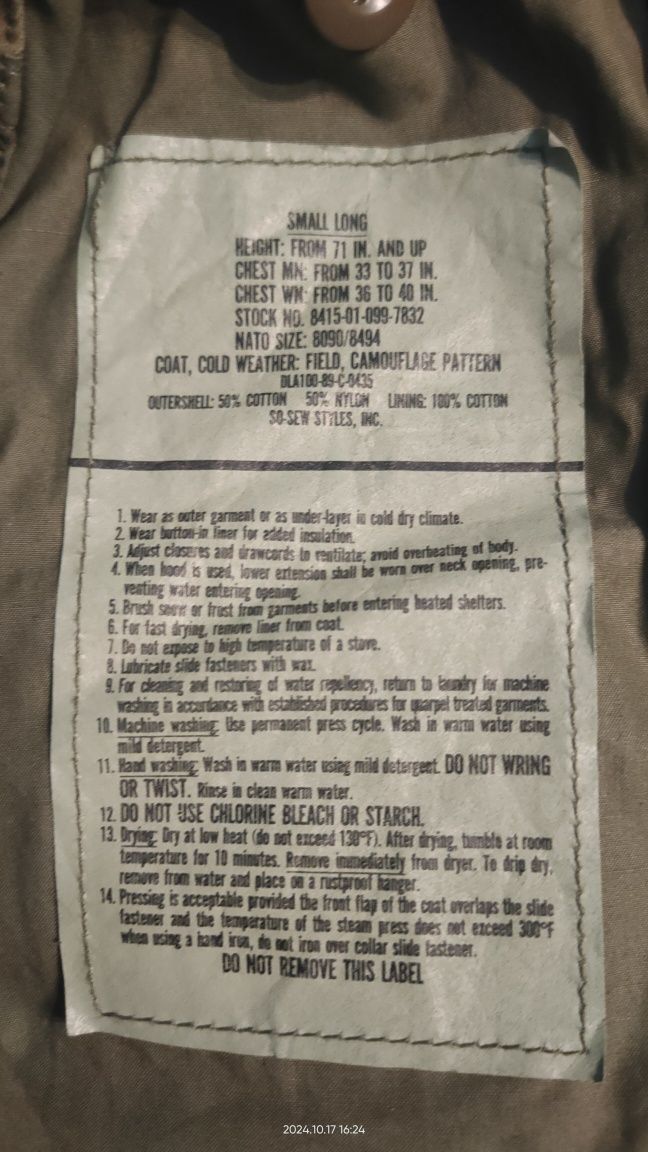 SMALL LONG
HEIGHT: FROM 71 IN. AND UP
CHEST MN: FROM 33 TO 37 IN.
CHEST WN: FROM 36 TO 40 IN.
STOCK NO. 8415-01-099-7832
NATO SIZE: 8090/8494
COAT, COLD WEATHER: FIELD, CAMOUFLAGE PATTERN
DLA100-89-C-0435
OUTERSHELL: 50% COTTON 50% NYLON LINING: 100% COTTON
SO-SEW STYLES, INC.
1. Wear as outer garment or as under-layer in cold dry climate.
2. Wear button-in liner for added insulation.
3. Adjust closures and drawcords to ventilate; avoid overheating of body.
4. When hood is used, lower extension shall be worn over neck opening, pre-
venting water entering opening.
5. Brush snow or frost from garments before entering heated shelters.
6. For fast drying, remove liner from coat.
7. Do not expose to high temperature of a stove.
8. Lubricate slide fasteners with wax.
9. For cleaning and restoring of water repellency, return to laundry for machine
washing in accordance with established procedures for quarpel treated garments.
10. Machine washing: Use permanent press cycle. Wash in warm water using
mild detergent.
11. Hand washing: Wash in warm water using mild detergent. DO NOT WRING
OR TWIST. Rinse in clean warm water.
12. DO NOT USE CHLORINE BLEACH OR STARCH.
13. Drying: Dry at low heat (do not exceed 130°F). After drying, tumble at room
temperature for 10 minutes. Remove immediately from dryer. To drip dry,
remove from water and place on a rustproof hanger.
14. Pressing is acceptable provided the front flap of the coat overlaps the slide
fastener and the temperature of the steam press does not exceed 300°F
when using a hand iron, do not iron over collar slide fastener.
DO NOT REMOVE THIS LABEL
2024.10.17 16:24